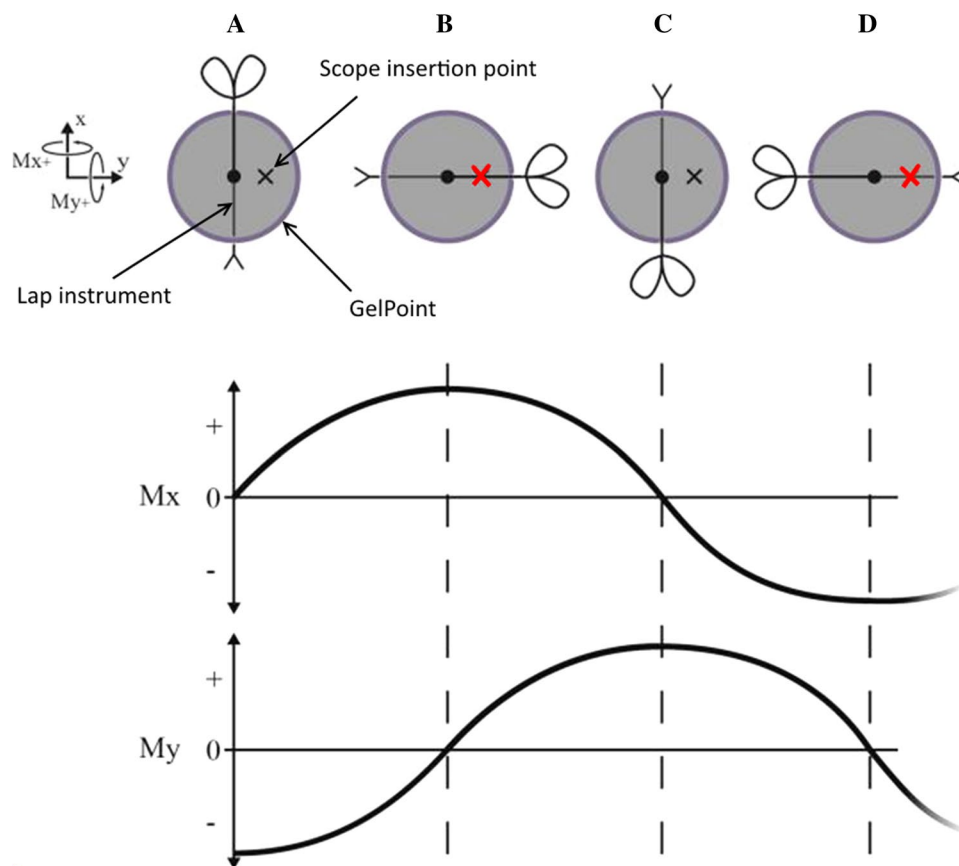 A B C D
Scope insertion point
x
Mx+
y
My+
Lap instrument
GelPoint
+
Mx 0
-
+
My 0
-